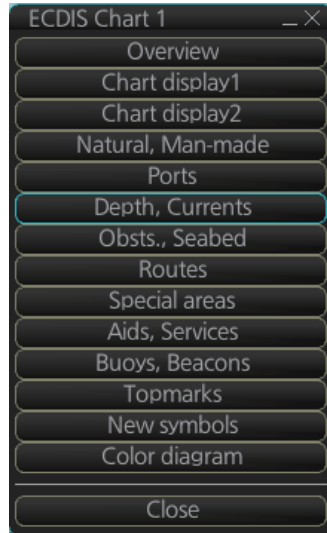 ECDIS Chart 1
Overview
Chart display1
Chart display2
Natural, Man-made
Ports
Depth, Currents
Obsts., Seabed
Routes
Special areas
Aids, Services
Buoys, Beacons
Topmarks
New symbols
Color diagram
Close